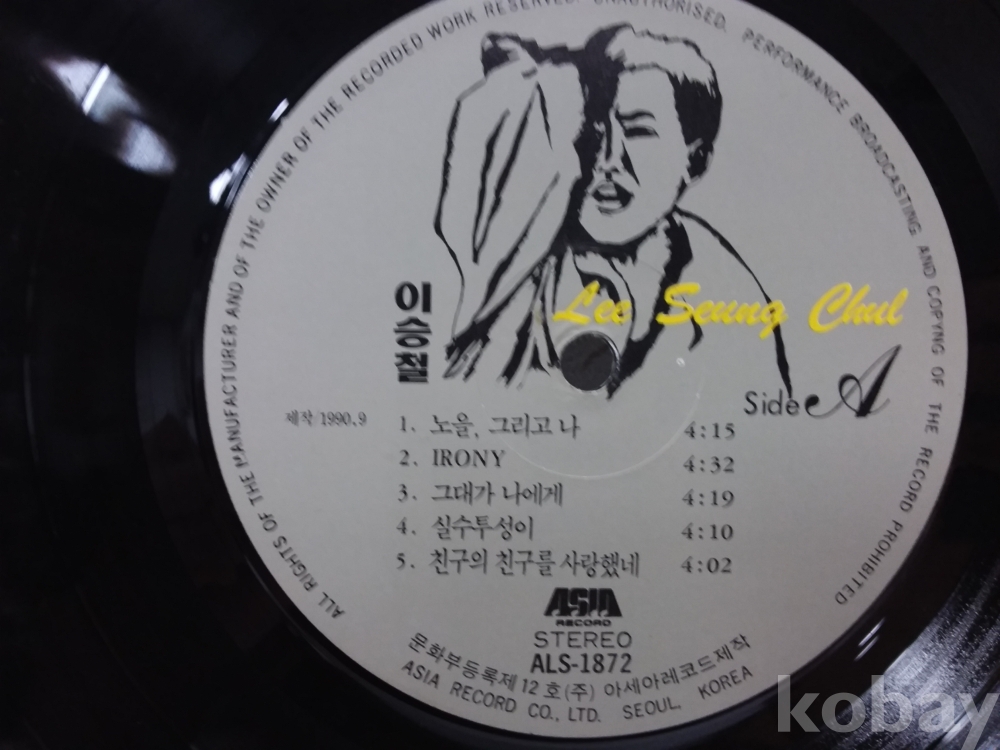 ALL RIGHTS OF THE MANUFACTURER AND OF THE OWNER OF THE RECORDED WORK RESERVED. UNAUTHORISED. PERFORMANCE BROADCASTING AND COPYNG OF THE RECORD PROHIBITED
이승철
Lee Seung Chul
Side A
제작/1990.9
1. 노을, 그리고 나 4:15
2. IRONY 4:32
3. 그대가 나에게 4:19
4. 실수투성이 4:10
5. 친구의 친구를 사랑했네 4:02
ASIA
RECORD
STEREO
ALS-1872
문화부등록제12호(주) 아세아레코드제작
ASIA RECORD CO., LTD. SEOUL, KOREA
kobay